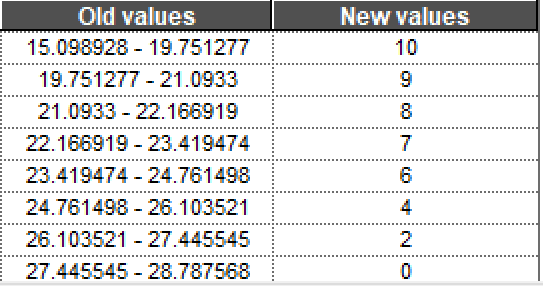 Old values New values
15.098928 - 19.751277 10
19.751277 - 21.0933 9
21.0933 - 22.166919 8
22.166919 - 23.419474 7
23.419474 - 24.761498 6
24.761498 - 26.103521 4
26.103521 - 27.445545 2
27.445545 - 28.787568 0